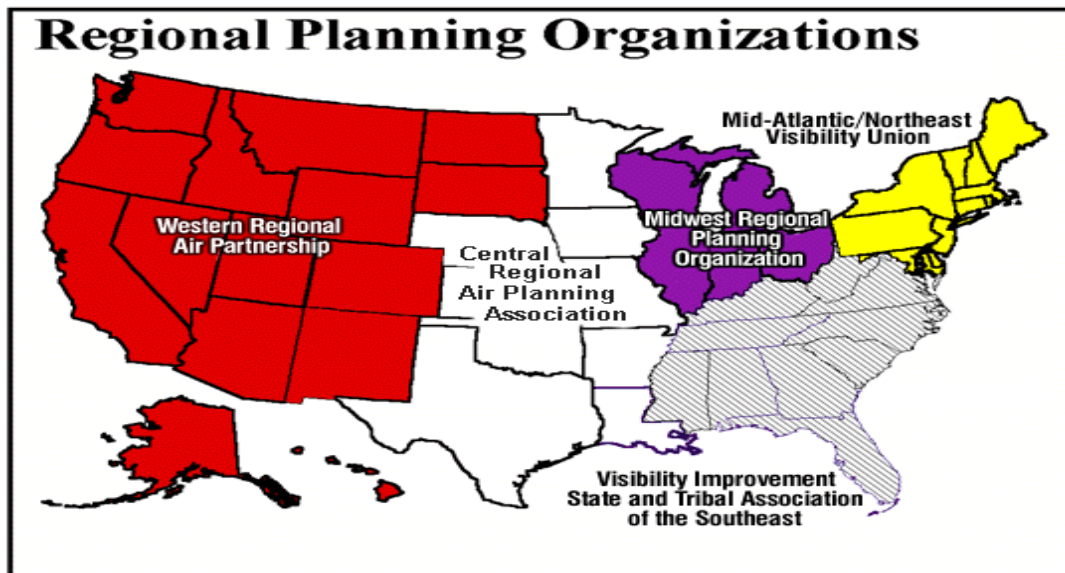 Regional Planning Organizations
Mid-Atlantic/Northeast
Visibility Union
Western Regional
Air Partnership
Midwest Regional
Planning
Organization
Central
Regional
Air Planning
Association
Visibility Improvement
State and Tribal Association
of the Southeast